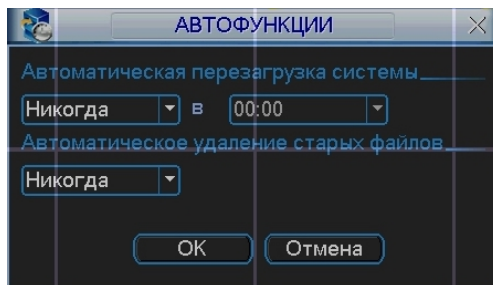 АВТОФУНКЦИИ
Автоматическая перезагрузка системы
Никогда в 00:00
Автоматическое удаление старых файлов
Никогда
OK Отмена